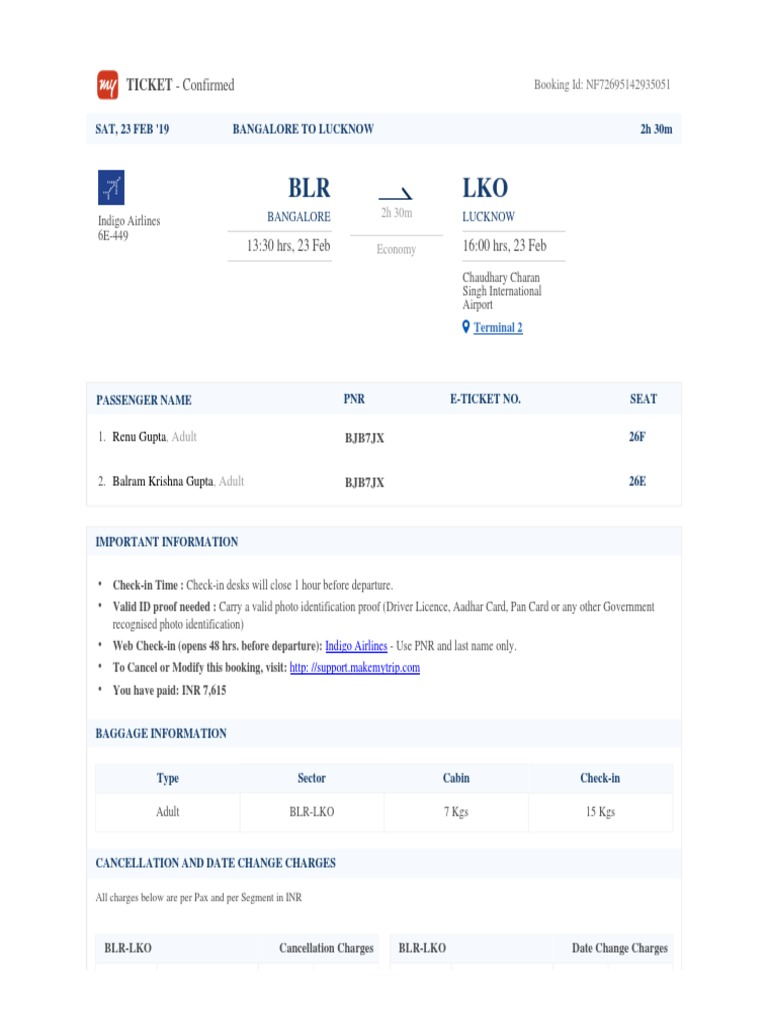 my TICKET - Confirmed Booking Id: NF72695142935051
SAT, 23 FEB '19 BANGALORE TO LUCKNOW 2h 30m
BLR LKO
Indigo Airlines BANGALORE 2h 30m LUCKNOW
6E-449
13:30 hrs, 23 Feb Economy 16:00 hrs, 23 Feb
Chaudhary Charan
Singh International
Airport
Terminal 2
PASSENGER NAME PNR E-TICKET NO. SEAT
1. Renu Gupta, Adult BJB7JX 26F
2. Balram Krishna Gupta, Adult BJB7JX 26E
IMPORTANT INFORMATION
• Check-in Time : Check-in desks will close 1 hour before departure.
• Valid ID proof needed : Carry a valid photo identification proof (Driver Licence, Aadhar Card, Pan Card or any other Government
recognised photo identification)
• Web Check-in (opens 48 hrs. before departure): Indigo Airlines - Use PNR and last name only.
• To Cancel or Modify this booking, visit: http: //support.makemytrip.com
• You have paid: INR 7,615
BAGGAGE INFORMATION
Type Sector Cabin Check-in
Adult BLR-LKO 7 Kgs 15 Kgs
CANCELLATION AND DATE CHANGE CHARGES
All charges below are per Pax and per Segment in INR
BLR-LKO Cancellation Charges BLR-LKO Date Change Charges